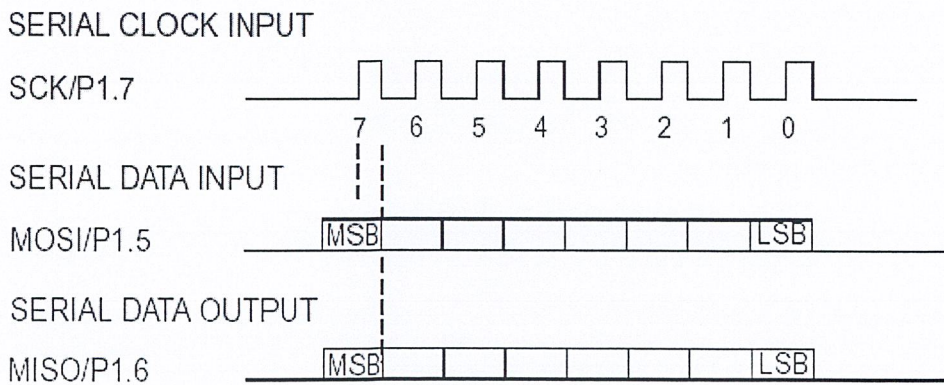 SERIAL CLOCK INPUT
SCK/P1.7
7 6 5 4 3 2 1 0
SERIAL DATA INPUT
MOSI/P1.5
MSB LSB
SERIAL DATA OUTPUT
MISO/P1.6
MSB LSB